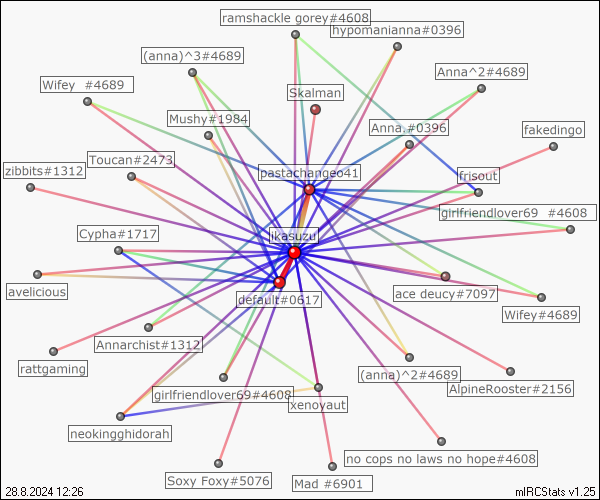 ramshackle gorey#4608
hypomanianna#0396
(anna)^3#4689
Anna^2#4689
Wifey  #4689
Skalman
Mushy#1984
Anna.#0396
fakedingo
Toucan#2473
zibbits#1312
pastachangeo41
frisout
girlfriendlover69  #4608
Cypha#1717
ikasuzu
avelicious
default#0617
ace deucy#7097
Wifey#4689
Annarchist#1312
rattgaming
(anna)^2#4689
AlpineRooster#2156
girlfriendlover69#4608
xenovaut
neokingghidorah
no cops no laws no hope#4608
Soxy Foxy#5076
Mad #6901
28.8.2024 12:26
mIRCStats v1.25